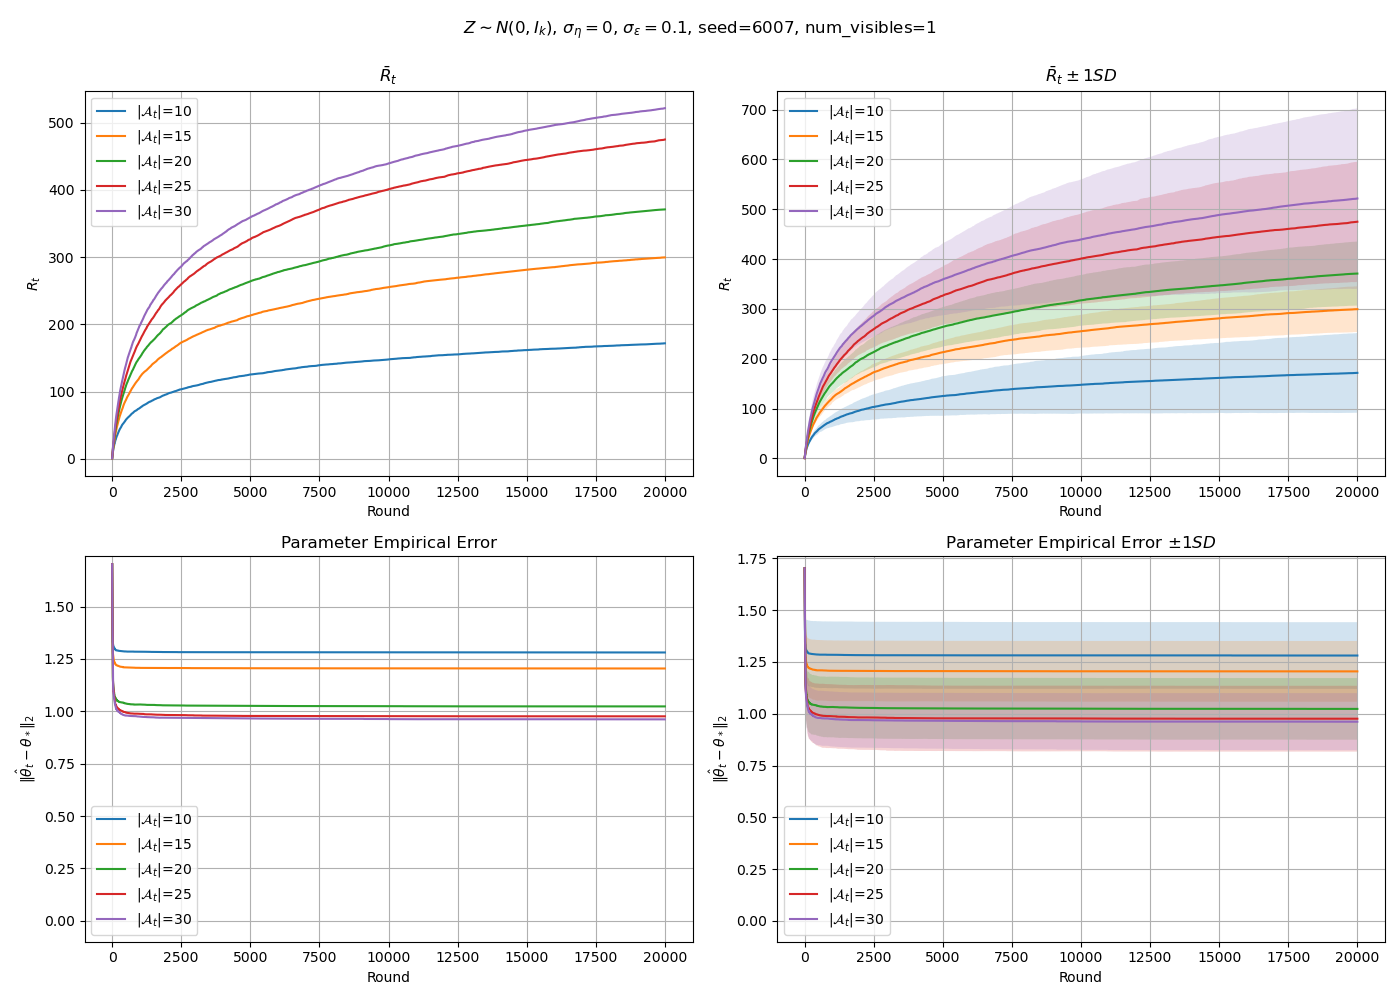 Z ∼ N(0, I_k), σ_η = 0, σ_ε = 0.1, seed=6007, num_visibles=1
R̄_t
R_t
500
400
300
200
100
0
|𝒜_t|=10
|𝒜_t|=15
|𝒜_t|=20
|𝒜_t|=25
|𝒜_t|=30
0 2500 5000 7500 10000 12500 15000 17500 20000
Round
R̄_t ± 1SD
R_t
700
600
500
400
300
200
100
0
|𝒜_t|=10
|𝒜_t|=15
|𝒜_t|=20
|𝒜_t|=25
|𝒜_t|=30
0 2500 5000 7500 10000 12500 15000 17500 20000
Round
Parameter Empirical Error
‖θ̂_t − θ_*‖_2
1.50
1.25
1.00
0.75
0.50
0.25
0.00
|𝒜_t|=10
|𝒜_t|=15
|𝒜_t|=20
|𝒜_t|=25
|𝒜_t|=30
0 2500 5000 7500 10000 12500 15000 17500 20000
Round
Parameter Empirical Error ±1SD
‖θ̂_t − θ_*‖_2
1.75
1.50
1.25
1.00
0.75
0.50
0.25
0.00
|𝒜_t|=10
|𝒜_t|=15
|𝒜_t|=20
|𝒜_t|=25
|𝒜_t|=30
0 2500 5000 7500 10000 12500 15000 17500 20000
Round